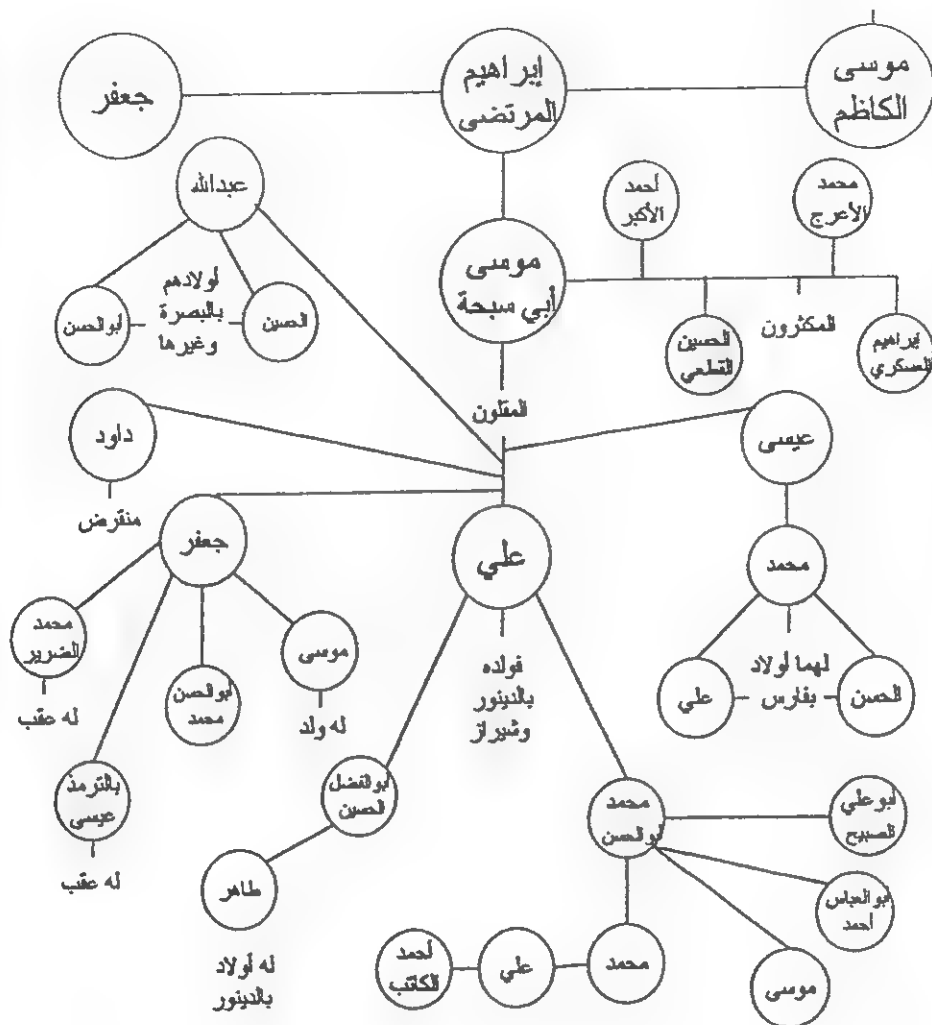 موسى
الكاظم
إبراهيم
المرتضى
جعفر
عبدالله
أحمد
الأكبر
محمد
الأعرج
موسى
أبي سبحة
أولادهم
بالبصرة
وغيرها
الحسين
أبوالحسن
المكثرون
الحسين
القطعي
إبراهيم
العسكري
المقلون
داود
منقرض
عيسى
جعفر
علي
محمد
محمد
الضرير
له عقب
أبوالحسن
محمد
موسى
له ولد
فولده
بالدينور
وشيراز
الحسن
لهما أولاد
بفارس
علي
بالترمذ
عيسى
له عقب
أبوالفضل
الحسين
محمد
أبوالحسن
أبوعلي
الصبيح
طاهر
له أولاد
بالدينور
أبوالعباس
أحمد
موسى
محمد
علي
أحمد
الكاتب